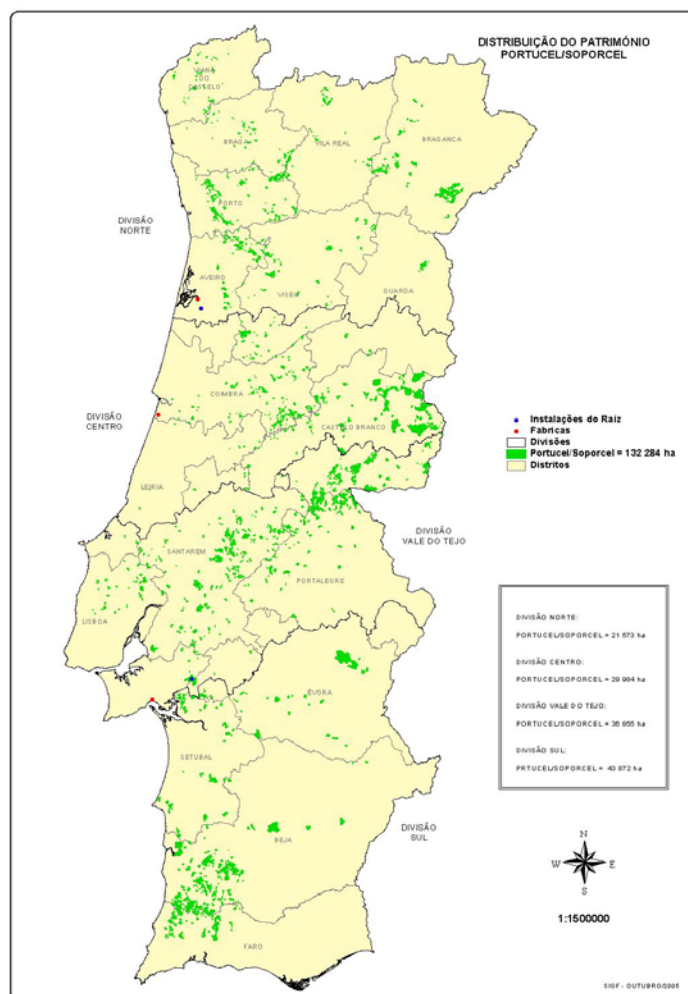 DISTRIBUIÇÃO DO PATRIMÓNIO
PORTUCEL/SOPORCEL
VIANA
DO
CASTELO
BRAGA
VILA REAL
BRAGANCA
PORTO
DIVISÃO
NORTE
AVEIRO
VISEU
GUARDA
COIMBRA
DIVISÃO
CENTRO
CASTELO BRANCO
Instalações do Raiz
Fabricas
Divisões
Portucel/Soporcel = 132 284 ha
Distritos
LEIRIA
DIVISÃO
VALE DO TEJO
SANTAREM
PORTALEGRE
LISBOA
DIVISÃO NORTE:
PORTUCEL/SOPORCEL = 21 573 ha
DIVISÃO CENTRO:
PORTUCEL/SOPORCEL = 29 984 ha
DIVISÃO VALE DO TEJO:
PORTUCEL/SOPORCEL = 36 855 ha
DIVISÃO SUL:
PRTUCEL/SOPORCEL = 43 872 ha
ÉVORA
SETUBAL
BEJA
DIVISÃO
SUL
N
W E
S
1:1500000
FARO
SIGF - OUTUBRO/2005